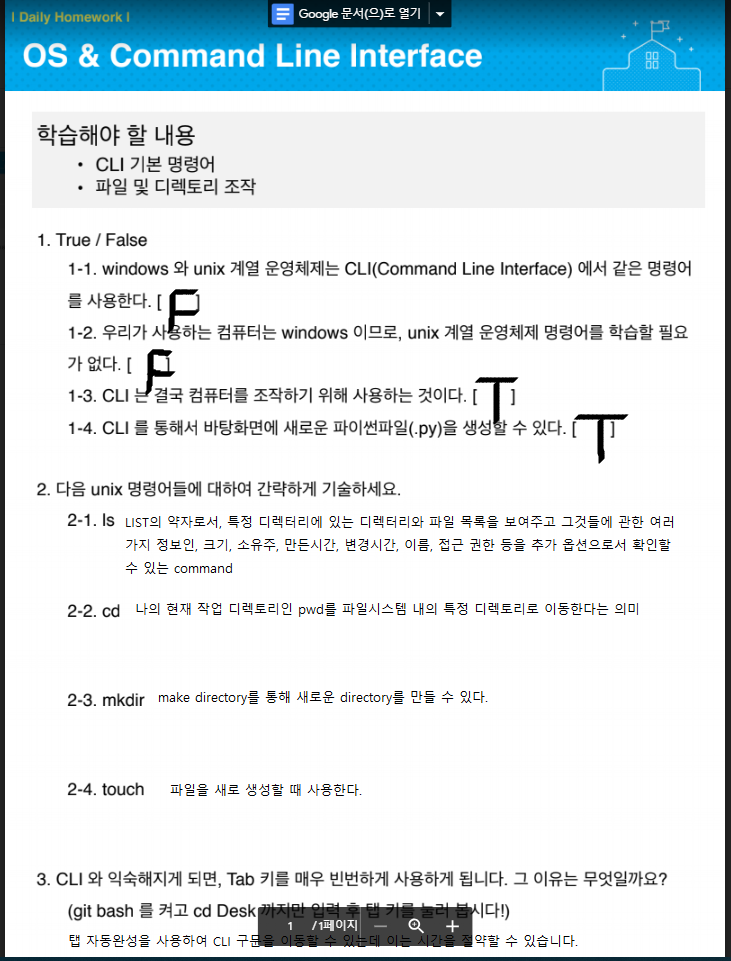 I Daily Homework I
Google 문서(으)로 열기
OS & Command Line Interface
학습해야 할 내용
• CLI 기본 명령어
• 파일 및 디렉토리 조작
1. True / False
1-1. windows 와 unix 계열 운영체제는 CLI(Command Line Interface) 에서 같은 명령어
를 사용한다. [ F ]
1-2. 우리가 사용하는 컴퓨터는 windows 이므로, unix 계열 운영체제 명령어를 학습할 필요
가 없다. [ F ]
1-3. CLI 는 결국 컴퓨터를 조작하기 위해 사용하는 것이다. [ T ]
1-4. CLI 를 통해서 바탕화면에 새로운 파이썬파일(.py)을 생성할 수 있다. [ T ]
2. 다음 unix 명령어들에 대하여 간략하게 기술하세요.
2-1. ls LIST의 약자로서, 특정 디렉터리에 있는 디렉터리와 파일 목록을 보여주고 그것들에 관한 여러
가지 정보인, 크기, 소유주, 만든시간, 변경시간, 이름, 접근 권한 등을 추가 옵션으로서 확인할
수 있는 command
2-2. cd 나의 현재 작업 디렉토리인 pwd를 파일시스템 내의 특정 디렉토리로 이동한다는 의미
2-3. mkdir make directory를 통해 새로운 directory를 만들 수 있다.
2-4. touch 파일을 새로 생성할 때 사용한다.
3. CLI 와 익숙해지게 되면, Tab 키를 매우 빈번하게 사용하게 됩니다. 그 이유는 무엇일까요?
(git bash 를 켜고 cd Desk 까지만 입력 후 탭 키를 눌러 봅시다!)
1 /1페이지
탭 자동완성을 사용하여 CLI 구문을 이동할 수 있는데 이는 시간을 절약할 수 있습니다.